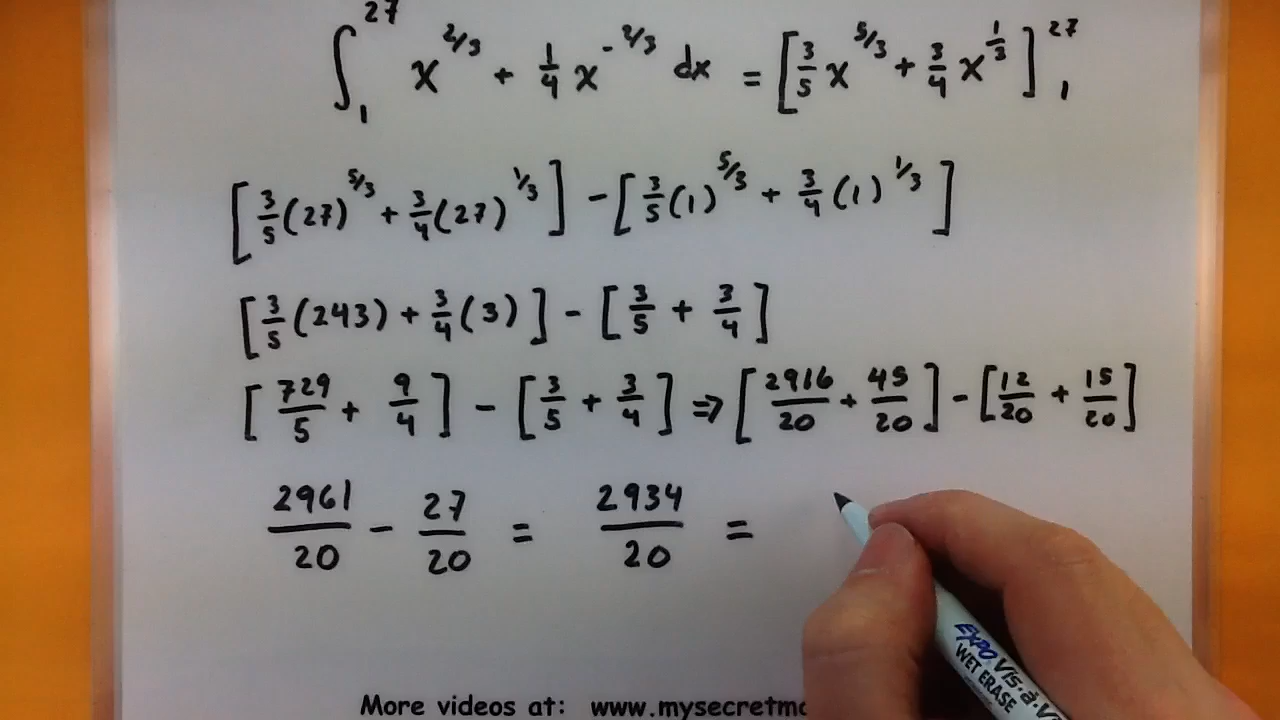 ∫₁²⁷ x^(2/3) + 1/4 x^(-2/3) dx = [3/5 x^(5/3) + 3/4 x^(1/3)]₁²⁷
[3/5(27)^(5/3) + 3/4(27)^(1/3)] - [3/5(1)^(5/3) + 3/4(1)^(1/3)]
[3/5(243) + 3/4(3)] - [3/5 + 3/4]
[729/5 + 9/4] - [3/5 + 3/4] ⇒ [2916/20 + 45/20] - [12/20 + 15/20]
2961/20 - 27/20 = 2934/20 =
EXPO Vis-à-V
WET ERASE
More videos at: www.mysecretma